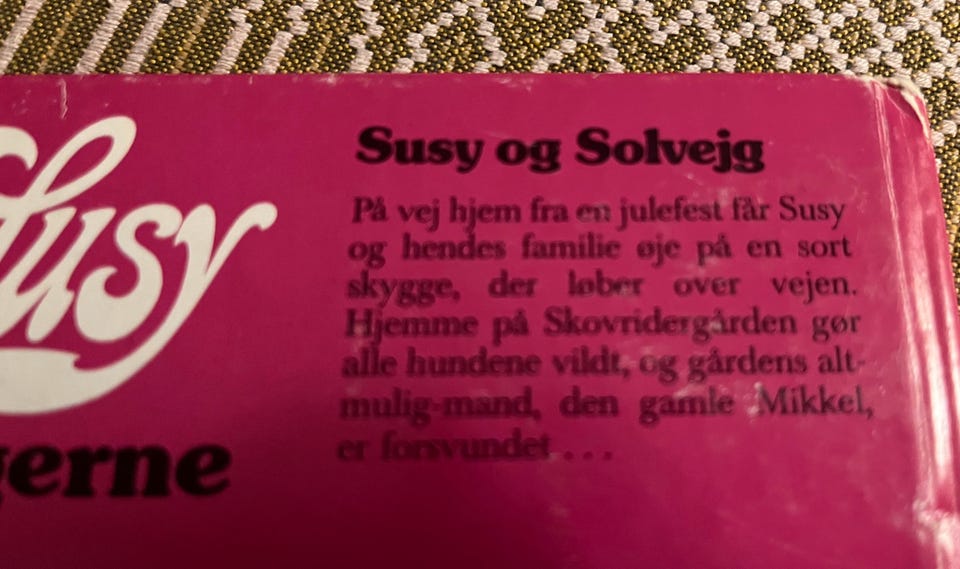 Susy
gerne
Susy og Solvejg
På vej hjem fra en julefest får Susy
og hendes familie øje på en sort
skygge, der løber over vejen.
Hjemme på Skovridergården gør
alle hundene vildt, og gårdens alt-
mulig-mand, den gamle Mikkel,
er forsvundet . . .